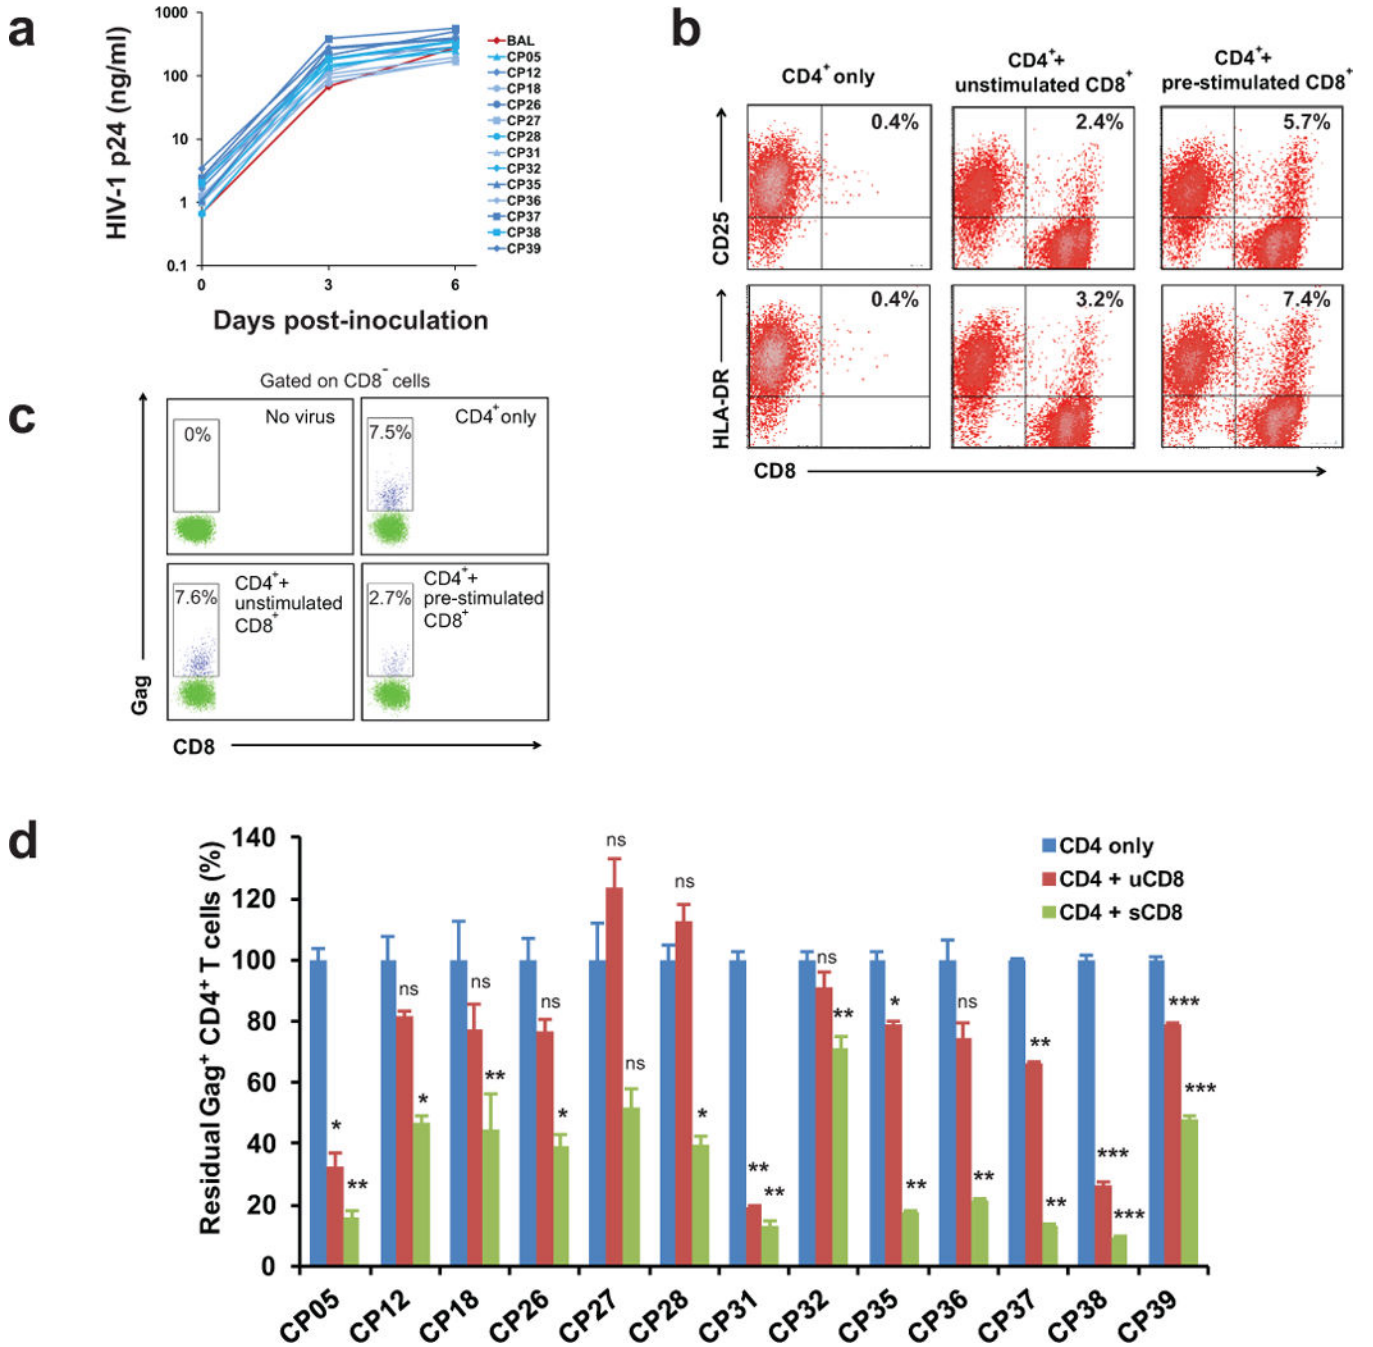 a
HIV-1 p24 (ng/ml)
1000
100
10
1
0.1
0
3
6
Days post-inoculation
BAL
CP05
CP12
CP18
CP26
CP27
CP28
CP31
CP32
CP35
CP36
CP37
CP38
CP39
b
CD4⁺ only
CD4⁺+
unstimulated CD8⁺
CD4⁺+
pre-stimulated CD8⁺
CD25
0.4%
2.4%
5.7%
HLA-DR
0.4%
3.2%
7.4%
CD8
c
Gated on CD8⁻ cells
0%
No virus
7.5%
CD4⁺only
7.6%
CD4⁺+
unstimulated
CD8⁺
2.7%
CD4⁺+
pre-stimulated
CD8⁺
Gag
CD8
d
Residual Gag⁺ CD4⁺ T cells (%)
140
120
100
80
60
40
20
0
CD4 only
CD4 + uCD8
CD4 + sCD8
*
**
ns
*
ns
**
ns
*
ns
ns
ns
*
**
**
ns
**
*
**
ns
**
**
**
***
***
***
***
CP05
CP12
CP18
CP26
CP27
CP28
CP31
CP32
CP35
CP36
CP37
CP38
CP39